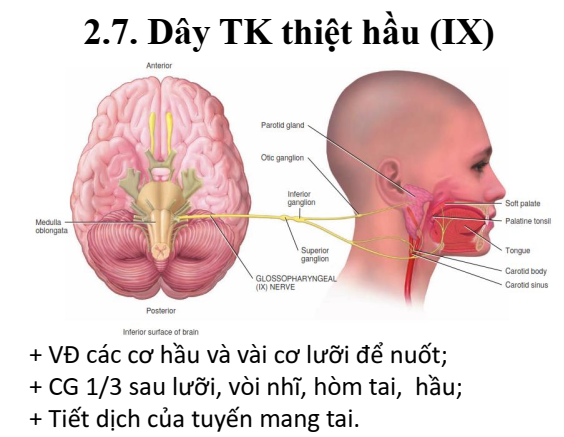 2.7. Dây TK thiệt hầu (IX)
Anterior
Parotid gland
Otic ganglion
Inferior
ganglion
Soft palate
Palatine tonsil
Medulla
oblongata
Tongue
Superior
ganglion
Carotid body
GLOSSOPHARYNGEAL
(IX) NERVE
Carotid sinus
Posterior
Inferior surface of brain
+ VĐ các cơ hầu và vài cơ lưỡi để nuốt;
+ CG 1/3 sau lưỡi, vòi nhĩ, hòm tai, hầu;
+ Tiết dịch của tuyến mang tai.